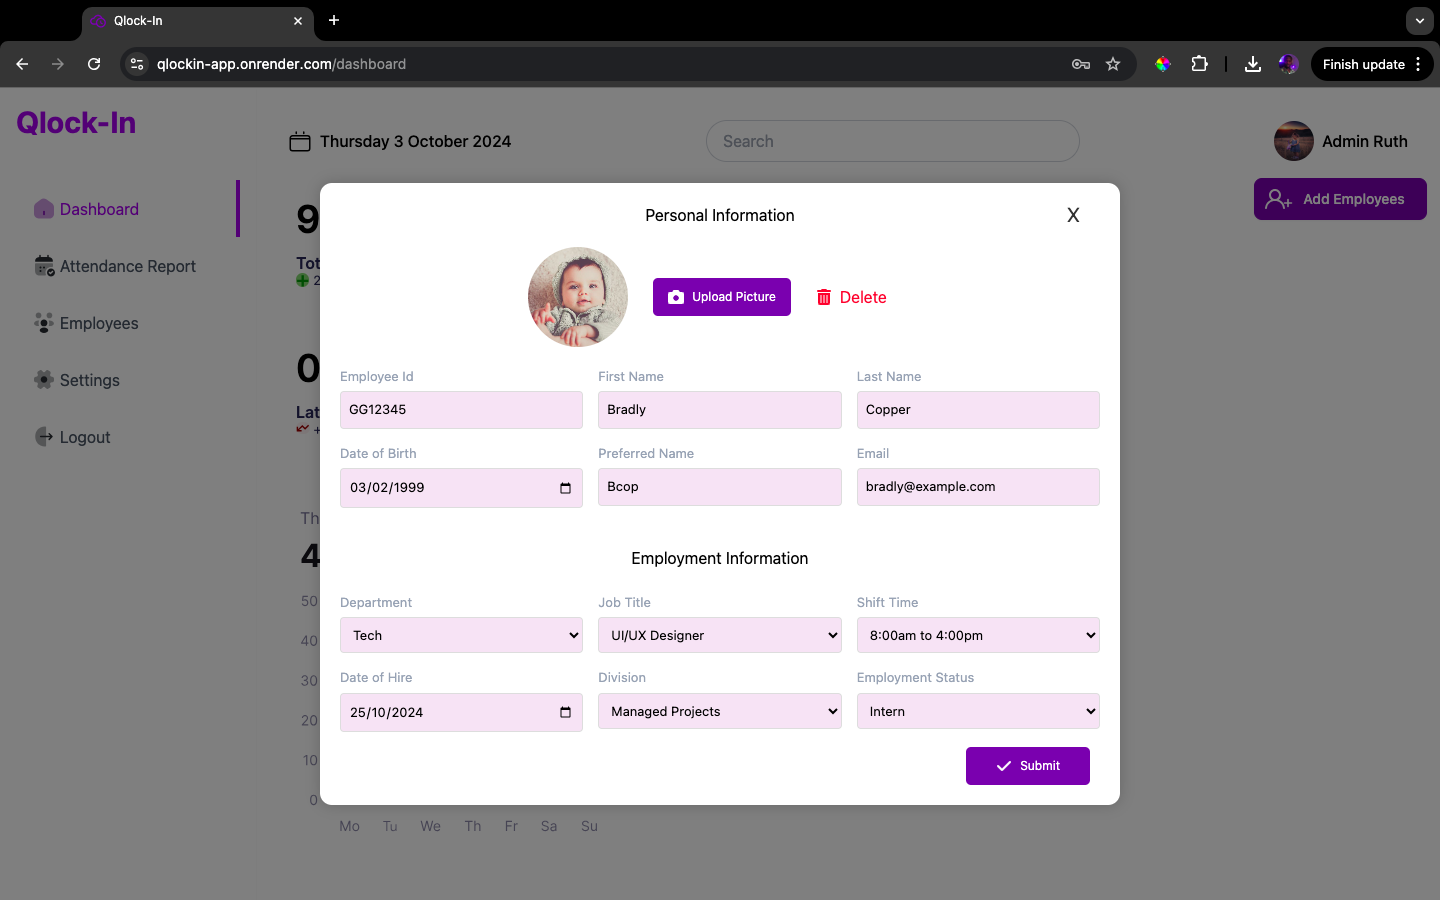 Qlock-In
qlockin-app.onrender.com/dashboard
Finish update
Qlock-In
Thursday 3 October 2024
Search
Admin Ruth
Add Employees
Dashboard
Attendance Report
Employees
Settings
Logout
9
Tot
2
0
Lat
+
Th
4
50
40
30
20
10
0
Mo Tu We Th Fr Sa Su
Personal Information
X
Upload Picture
Delete
Employee Id First Name Last Name
GG12345 Bradly Copper
Date of Birth Preferred Name Email
03/02/1999 Bcop bradly@example.com
Employment Information
Department Job Title Shift Time
Tech UI/UX Designer 8:00am to 4:00pm
Date of Hire Division Employment Status
25/10/2024 Managed Projects Intern
Submit